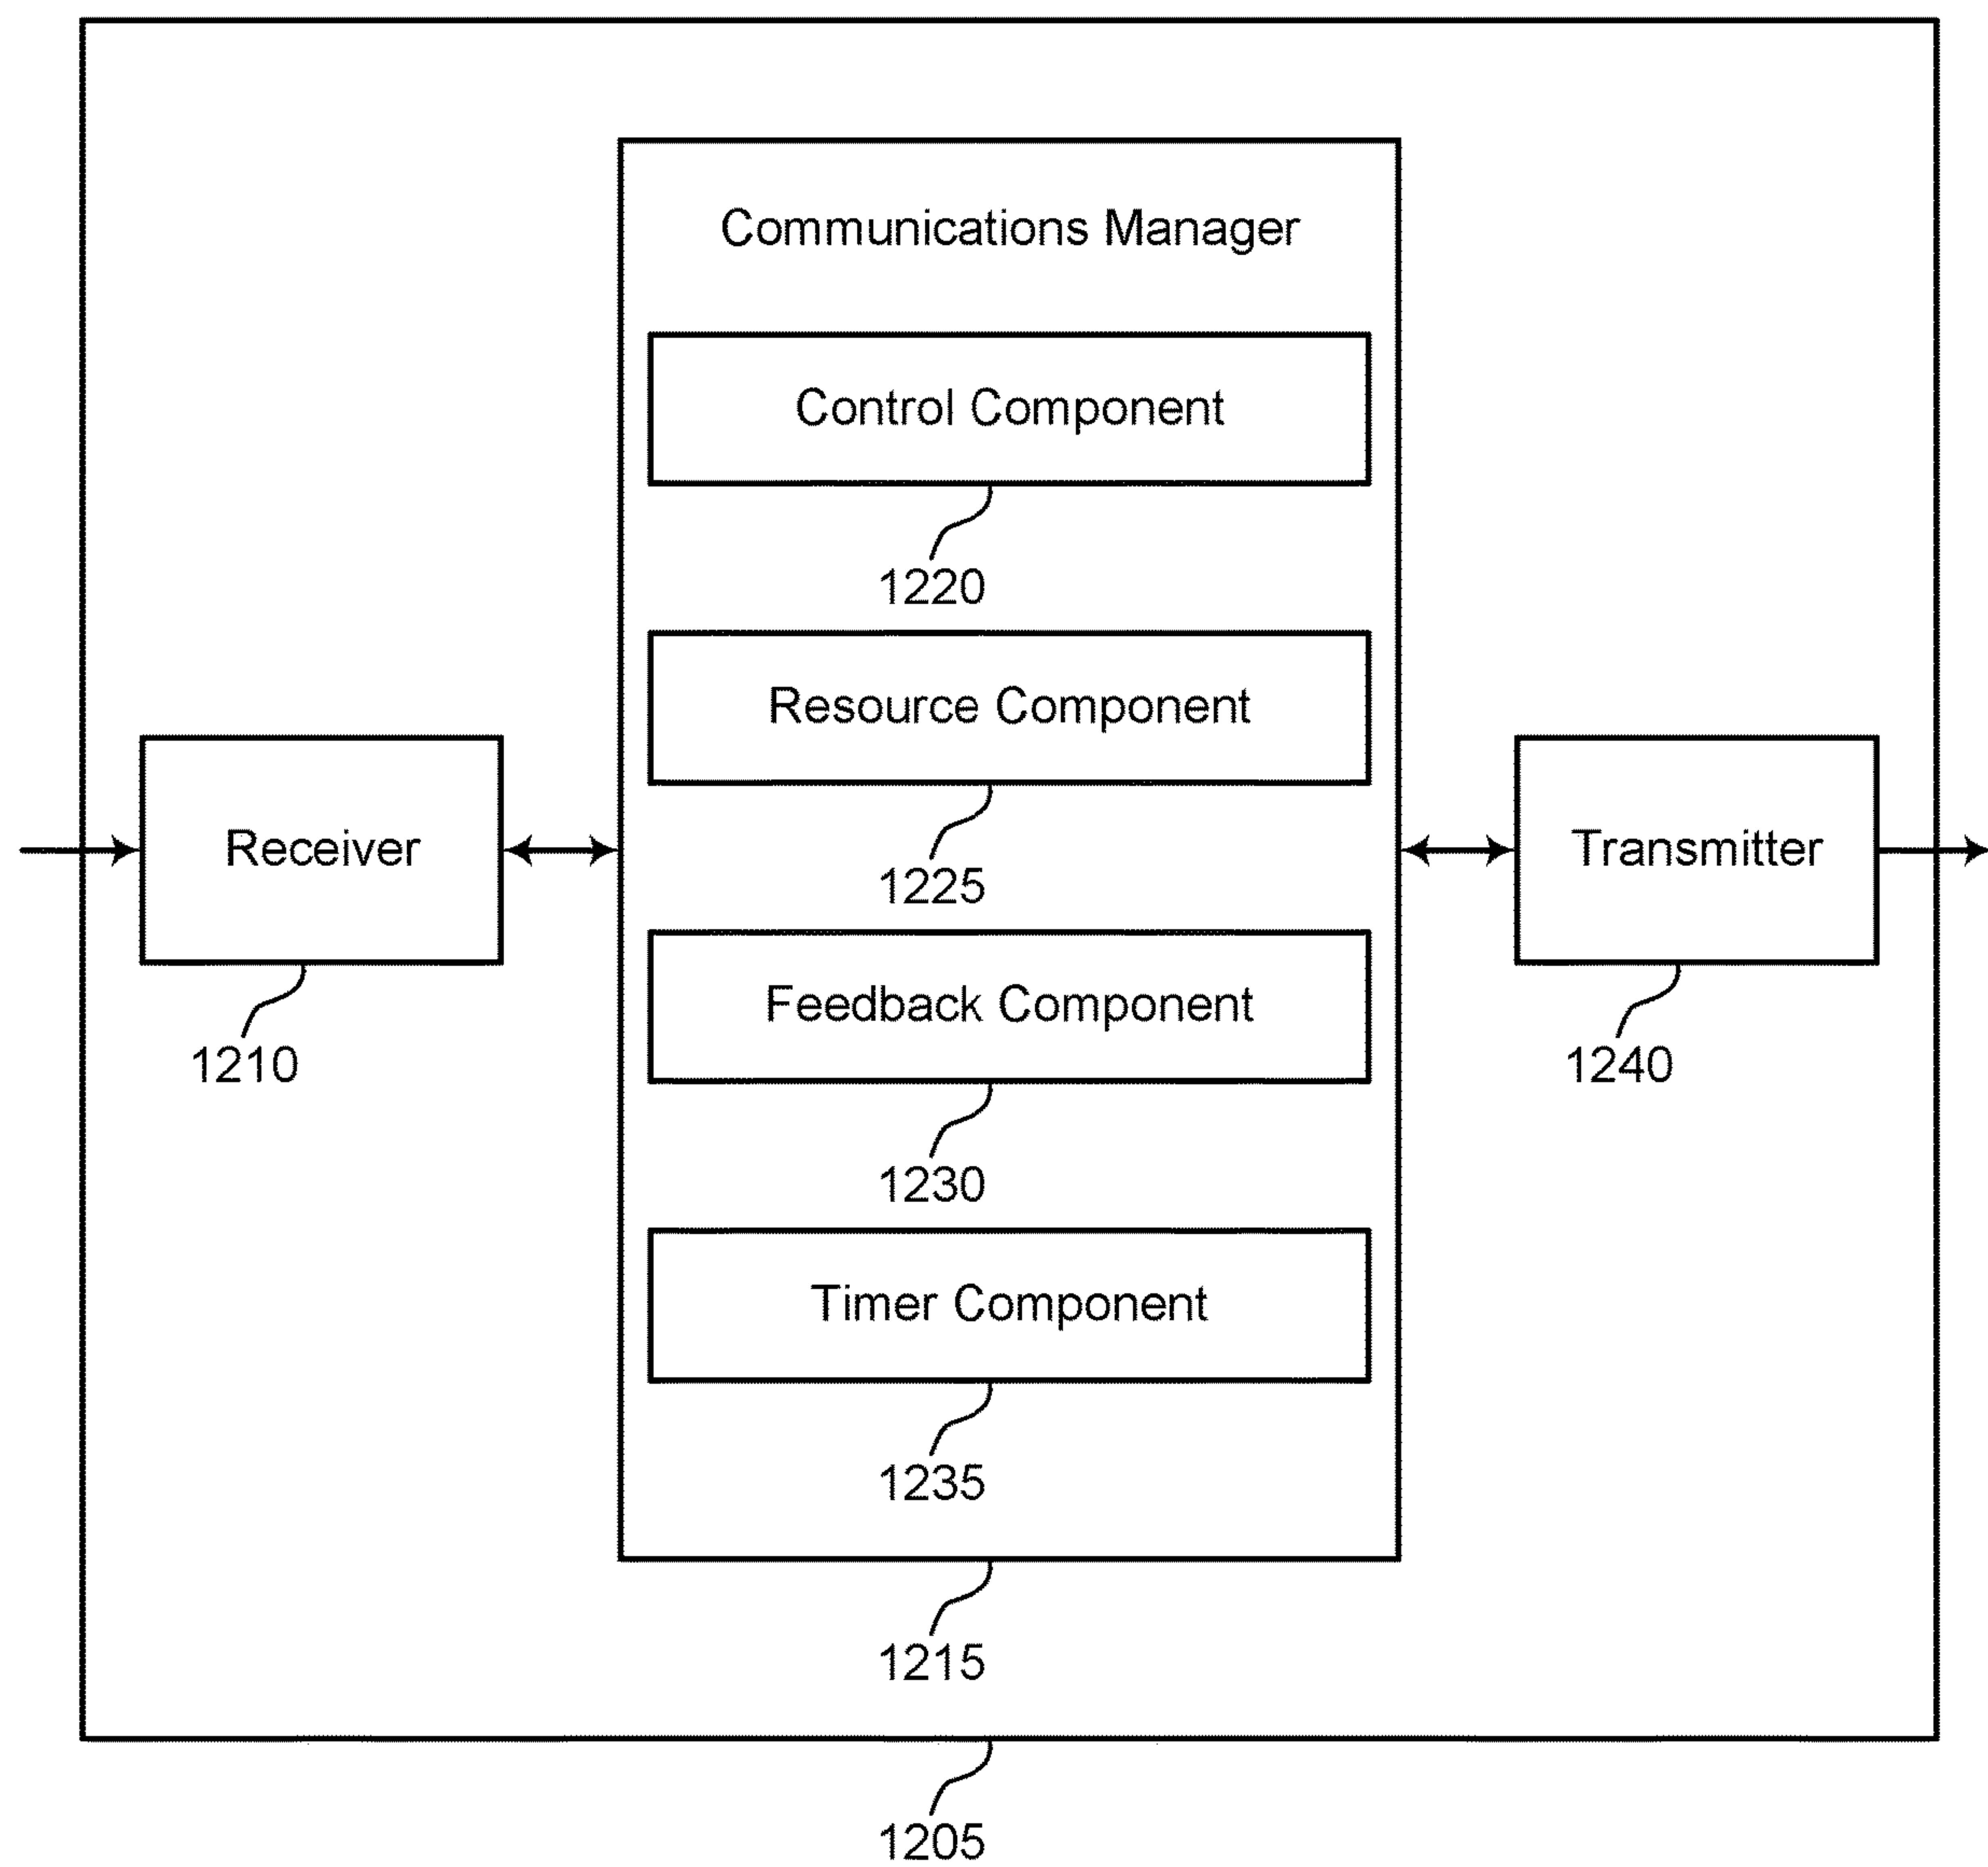 Communications Manager
Control Component
1220
Resource Component
1225
Receiver
1210
Transmitter
1240
Feedback Component
1230
Timer Component
1235
1215
1205